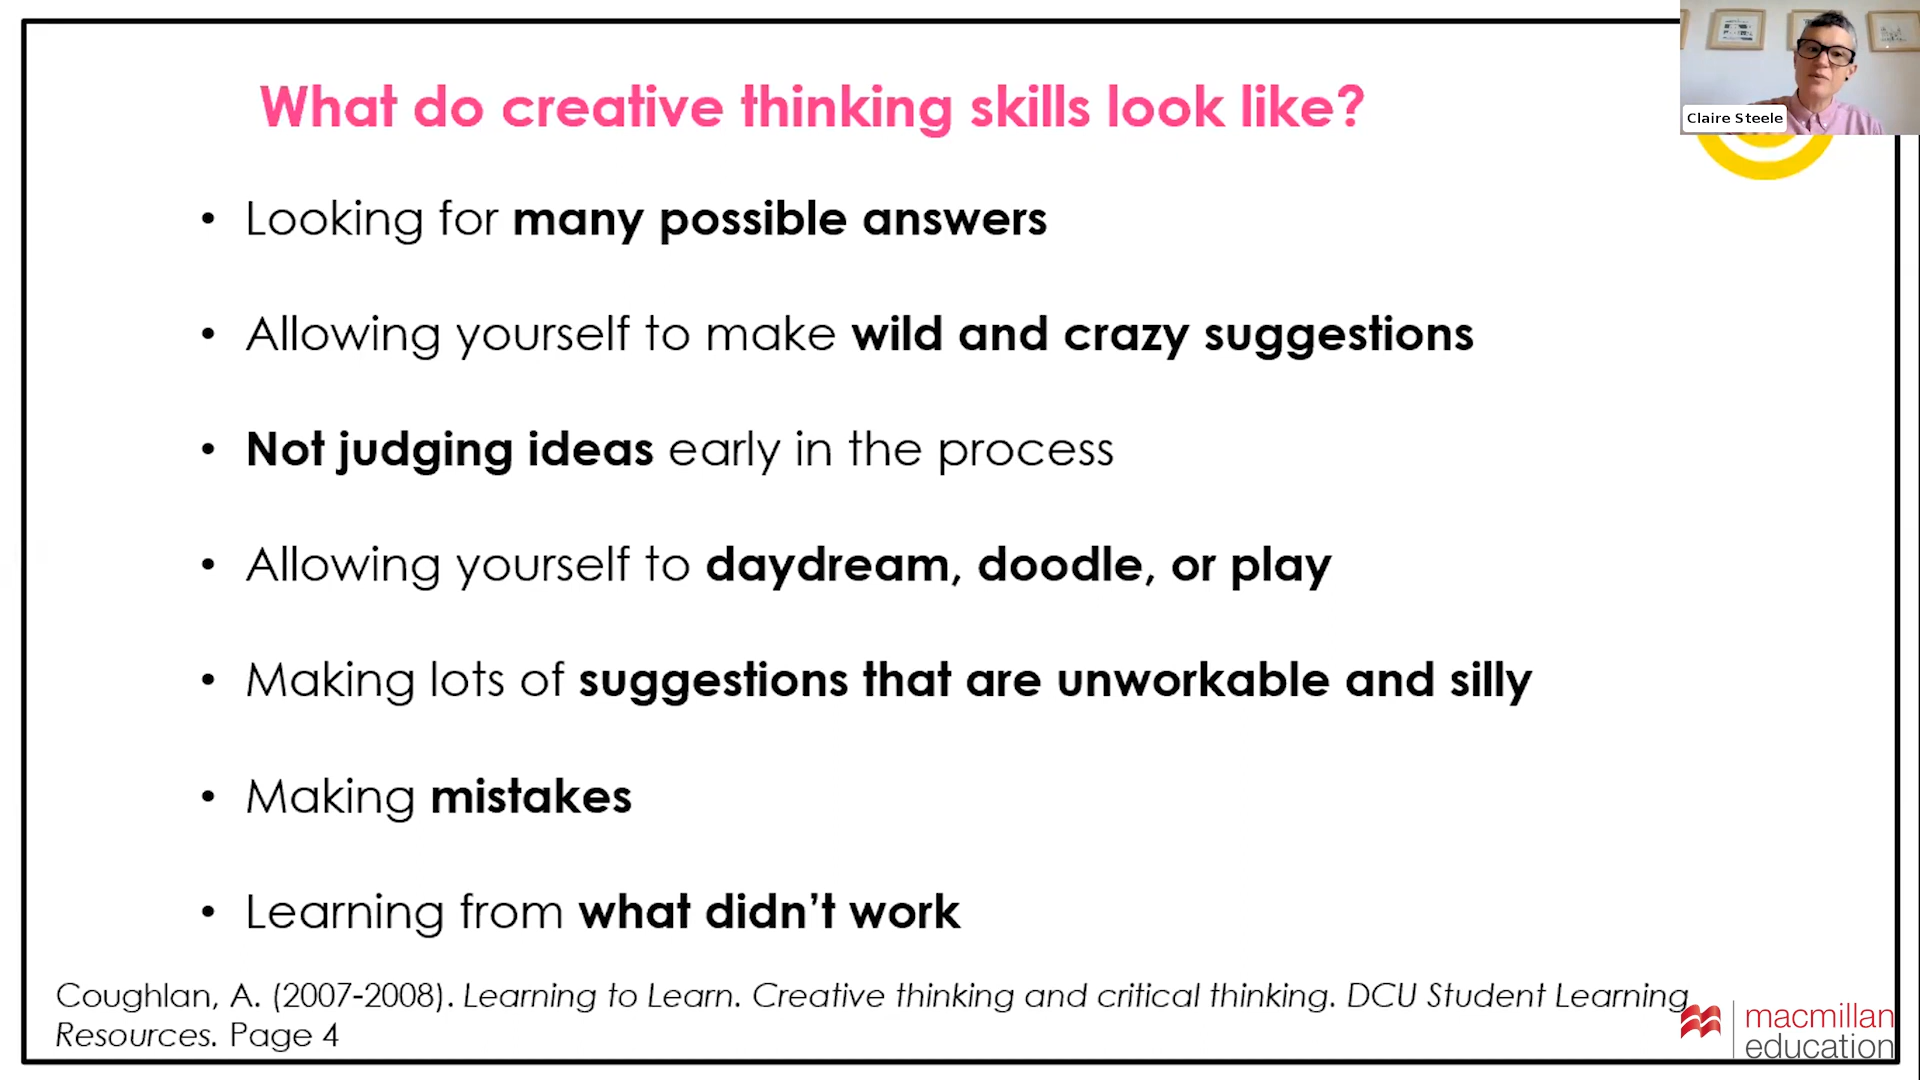 What do creative thinking skills look like?
Claire Steele
• Looking for many possible answers
• Allowing yourself to make wild and crazy suggestions
• Not judging ideas early in the process
• Allowing yourself to daydream, doodle, or play
• Making lots of suggestions that are unworkable and silly
• Making mistakes
• Learning from what didn’t work
Coughlan, A. (2007-2008). Learning to Learn. Creative thinking and critical thinking. DCU Student Learning
Resources. Page 4
macmillan
education